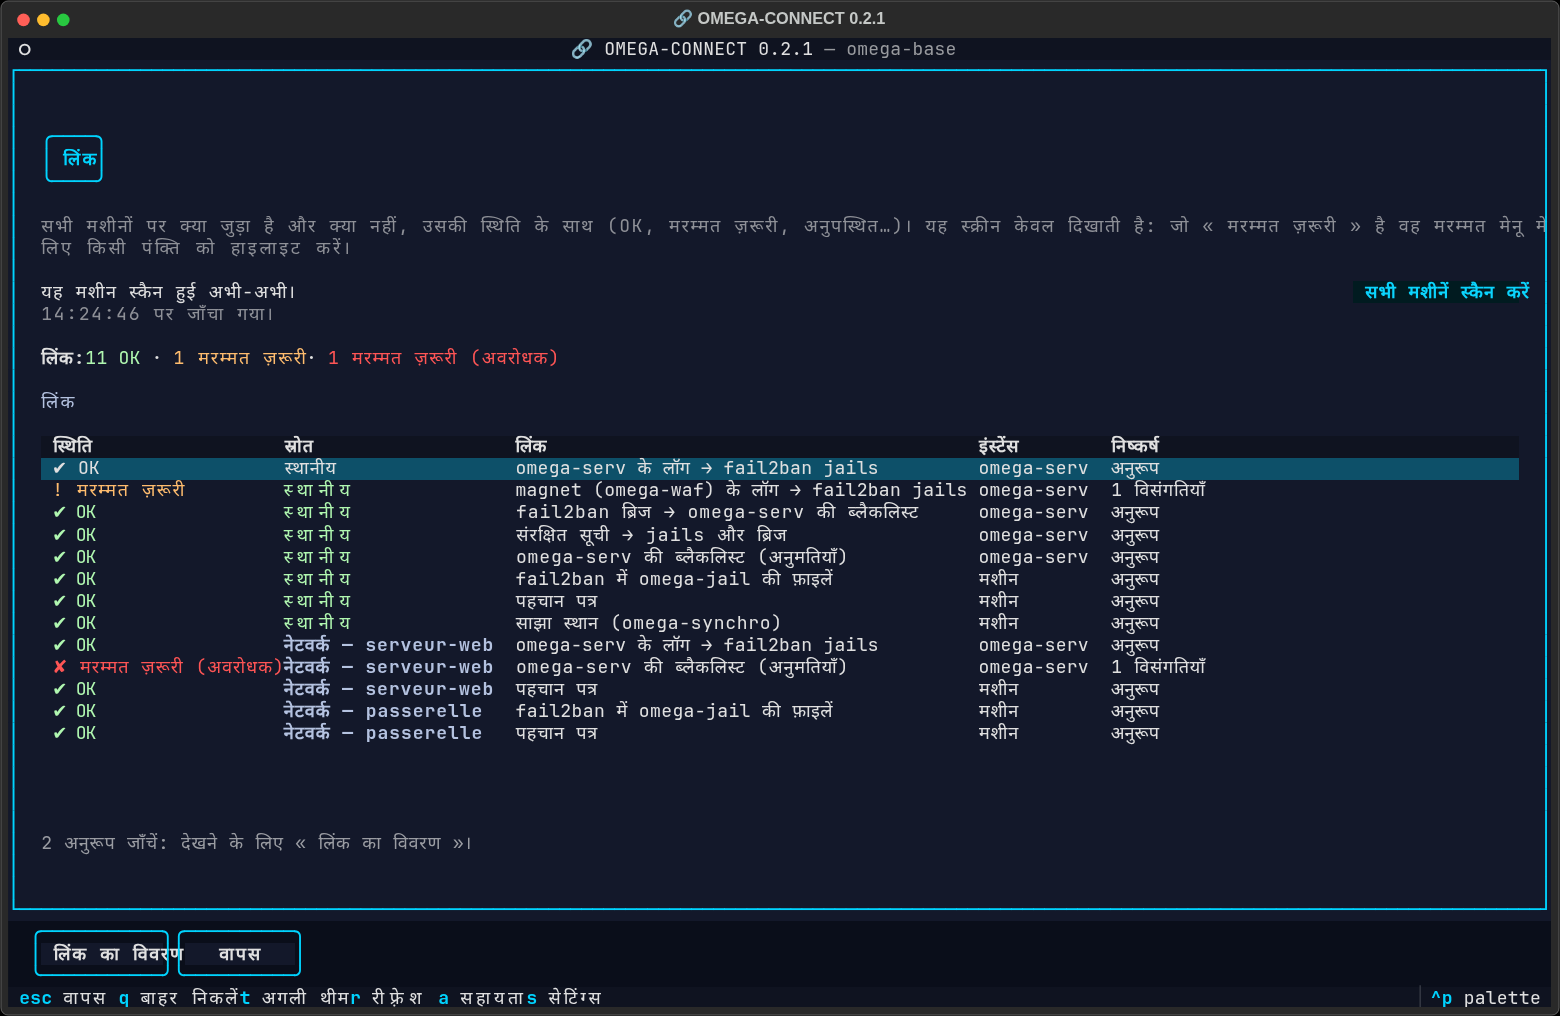 🔗 OMEGA-CONNECT 0.2.1
🔗 OMEGA-CONNECT 0.2.1 — omega-base
लिंक
सभी मशीनों पर क्या जुड़ा है और क्या नहीं, उसकी स्थिति के साथ (OK, मरम्मत ज़रूरी, अनुपस्थित…)। यह स्क्रीन केवल दिखाती है: जो « मरम्मत ज़रूरी » है वह मरम्मत मेनू में
लिए किसी पंक्ति को हाइलाइट करें।
यह मशीन स्कैन हुई अभी-अभी। सभी मशीनें स्कैन करें
14:24:46 पर जाँचा गया।
लिंक:11 OK · 1 मरम्मत ज़रूरी· 1 मरम्मत ज़रूरी (अवरोधक)
लिंक
स्थिति स्रोत लिंक इंस्टेंस निष्कर्ष
✔ OK स्थानीय omega-serv के लॉग → fail2ban jails omega-serv अनुरूप
! मरम्मत ज़रूरी स्थानीय magnet (omega-waf) के लॉग → fail2ban jails omega-serv 1 विसंगतियाँ
✔ OK स्थानीय fail2ban ब्रिज → omega-serv की ब्लैकलिस्ट omega-serv अनुरूप
✔ OK स्थानीय संरक्षित सूची → jails और ब्रिज omega-serv अनुरूप
✔ OK स्थानीय omega-serv की ब्लैकलिस्ट (अनुमतियाँ) omega-serv अनुरूप
✔ OK स्थानीय fail2ban में omega-jail की फ़ाइलें मशीन अनुरूप
✔ OK स्थानीय पहचान पत्र मशीन अनुरूप
✔ OK स्थानीय साझा स्थान (omega-synchro) मशीन अनुरूप
✔ OK नेटवर्क — serveur-web omega-serv के लॉग → fail2ban jails omega-serv अनुरूप
✘ मरम्मत ज़रूरी (अवरोधक) नेटवर्क — serveur-web omega-serv की ब्लैकलिस्ट (अनुमतियाँ) omega-serv 1 विसंगतियाँ
✔ OK नेटवर्क — serveur-web पहचान पत्र मशीन अनुरूप
✔ OK नेटवर्क — passerelle fail2ban में omega-jail की फ़ाइलें मशीन अनुरूप
✔ OK नेटवर्क — passerelle पहचान पत्र मशीन अनुरूप
2 अनुरूप जाँचें: देखने के लिए « लिंक का विवरण »।
लिंक का विवरण वापस
esc वापस q बाहर निकलें t अगली थीम r रीफ़्रेश a सहायता s सेटिंग्स ^p palette